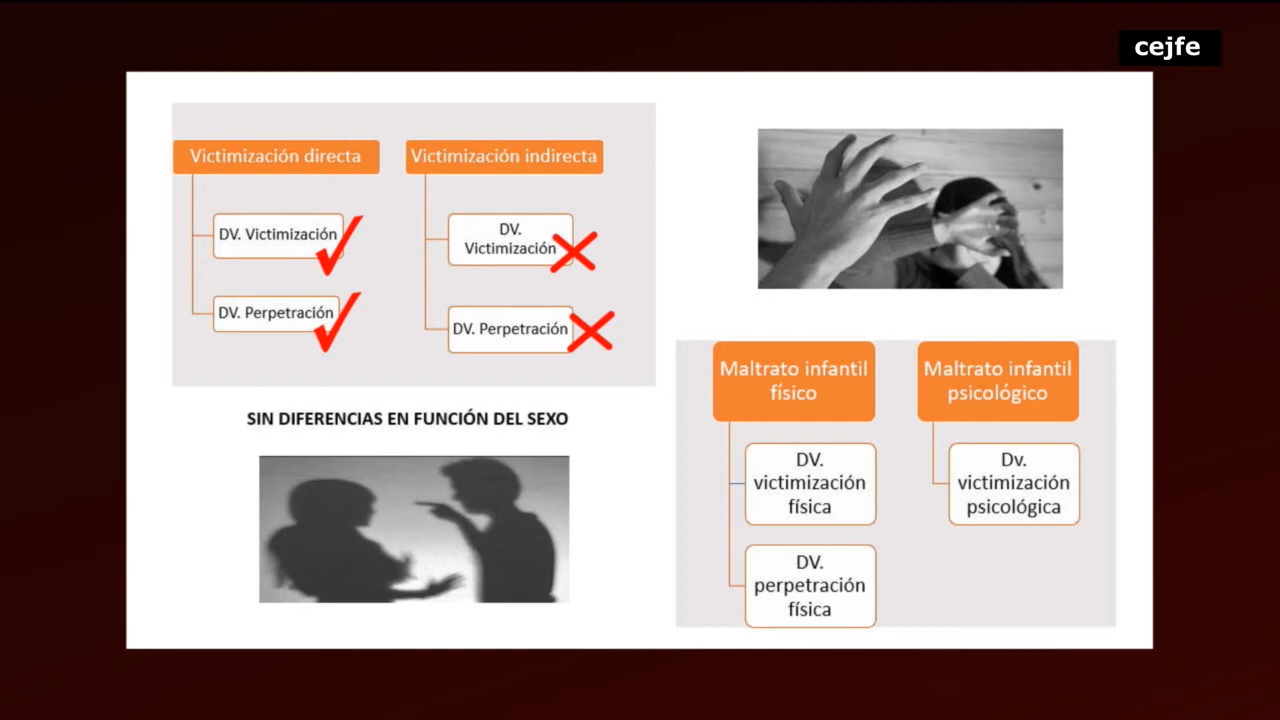 cejfe
Victimización directa
Victimización indirecta
DV. Victimización
DV.
Victimización
DV. Perpetración
DV. Perpetración
SIN DIFERENCIAS EN FUNCIÓN DEL SEXO
Maltrato infantil
físico
Maltrato infantil
psicológico
DV.
victimización
física
Dv.
victimización
psicológica
DV.
perpetración
física